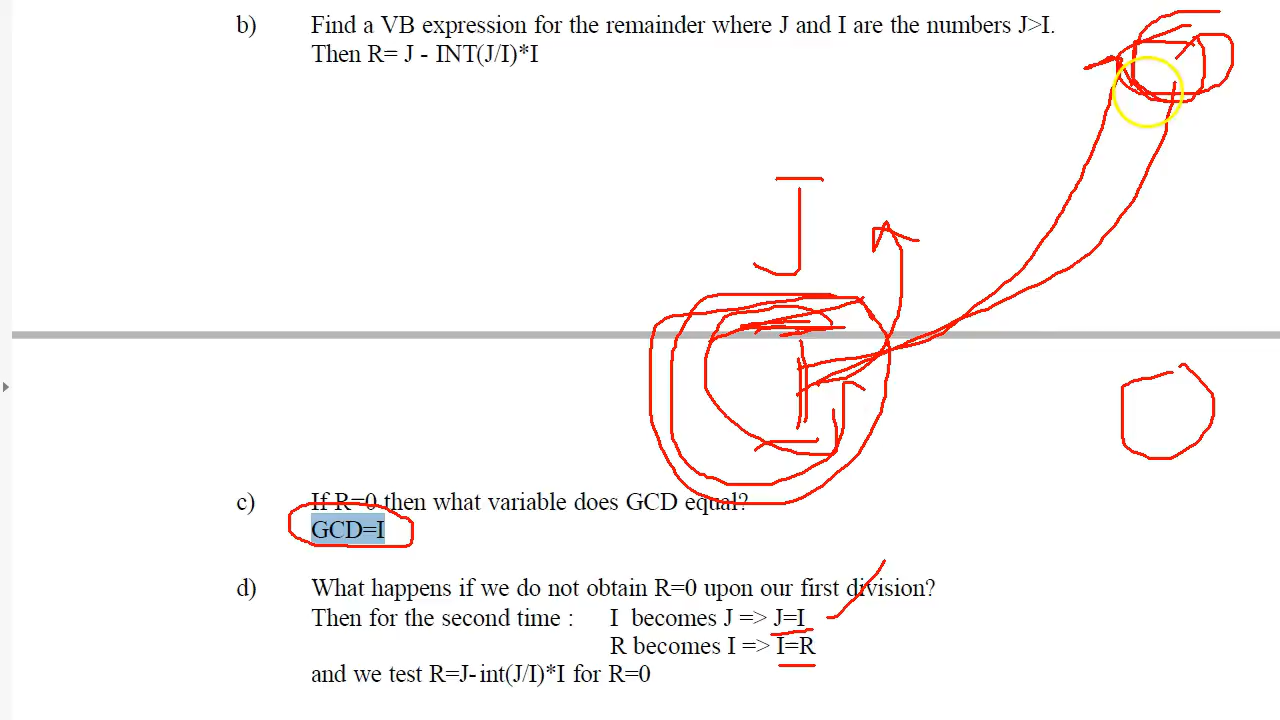 b) Find a VB expression for the remainder where J and I are the numbers J>I.
Then R= J - INT(J/I)*I
J
I
c) If R=0 then what variable does GCD equal?
GCD=I
d) What happens if we do not obtain R=0 upon our first division?
Then for the second time : I becomes J => J=I
R becomes I => I=R
and we test R=J-int(J/I)*I for R=0